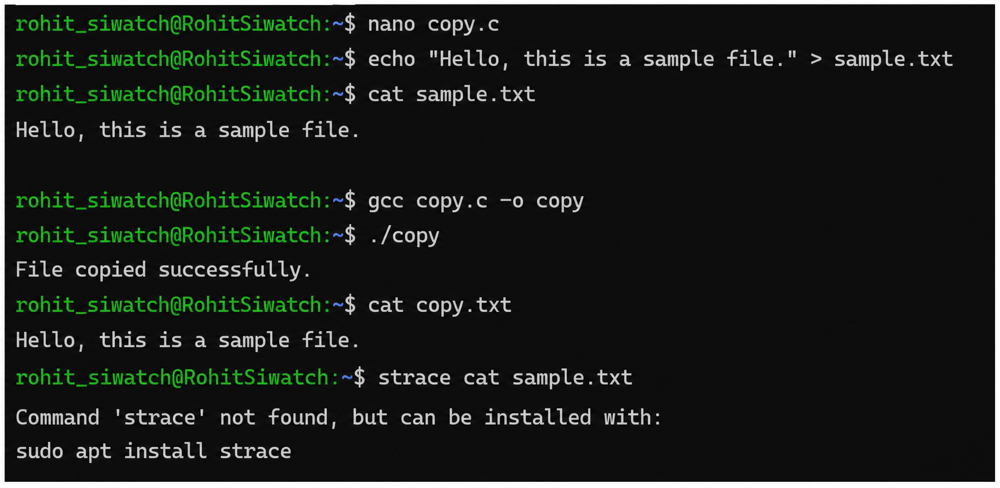 rohit_siwatch@RohitSiwatch:~$ nano copy.c
rohit_siwatch@RohitSiwatch:~$ echo "Hello, this is a sample file." > sample.txt
rohit_siwatch@RohitSiwatch:~$ cat sample.txt
Hello, this is a sample file.
rohit_siwatch@RohitSiwatch:~$ gcc copy.c -o copy
rohit_siwatch@RohitSiwatch:~$ ./copy
File copied successfully.
rohit_siwatch@RohitSiwatch:~$ cat copy.txt
Hello, this is a sample file.
rohit_siwatch@RohitSiwatch:~$ strace cat sample.txt
Command 'strace' not found, but can be installed with:
sudo apt install strace